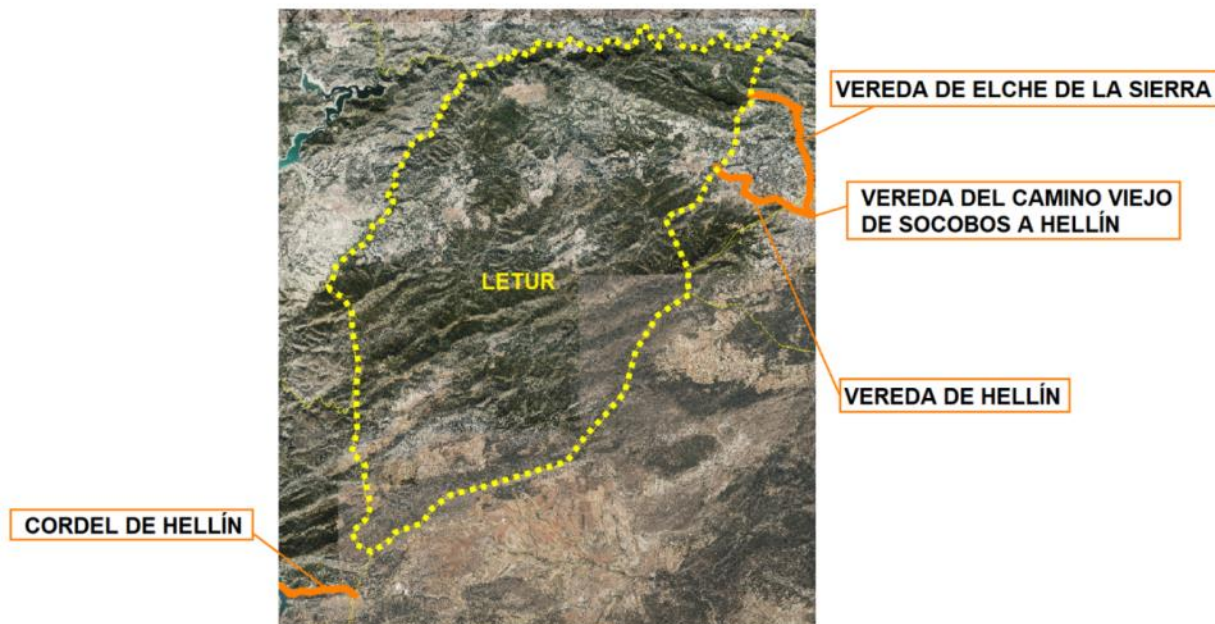 VEREDA DE ELCHE DE LA SIERRA
VEREDA DEL CAMINO VIEJO
DE SOCOBOS A HELLÍN
LETUR
VEREDA DE HELLÍN
CORDEL DE HELLÍN